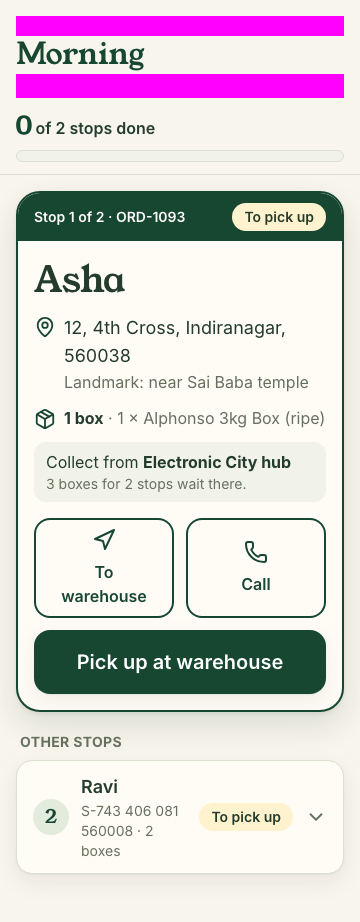 Morning
0 of 2 stops done
Stop 1 of 2 · ORD-1093
To pick up
Asha
12, 4th Cross, Indiranagar,
560038
Landmark: near Sai Baba temple
1 box · 1 × Alphonso 3kg Box (ripe)
Collect from Electronic City hub
3 boxes for 2 stops wait there.
To
warehouse
Call
Pick up at warehouse
OTHER STOPS
2
Ravi
S-743 406 081
560008 · 2
boxes
To pick up